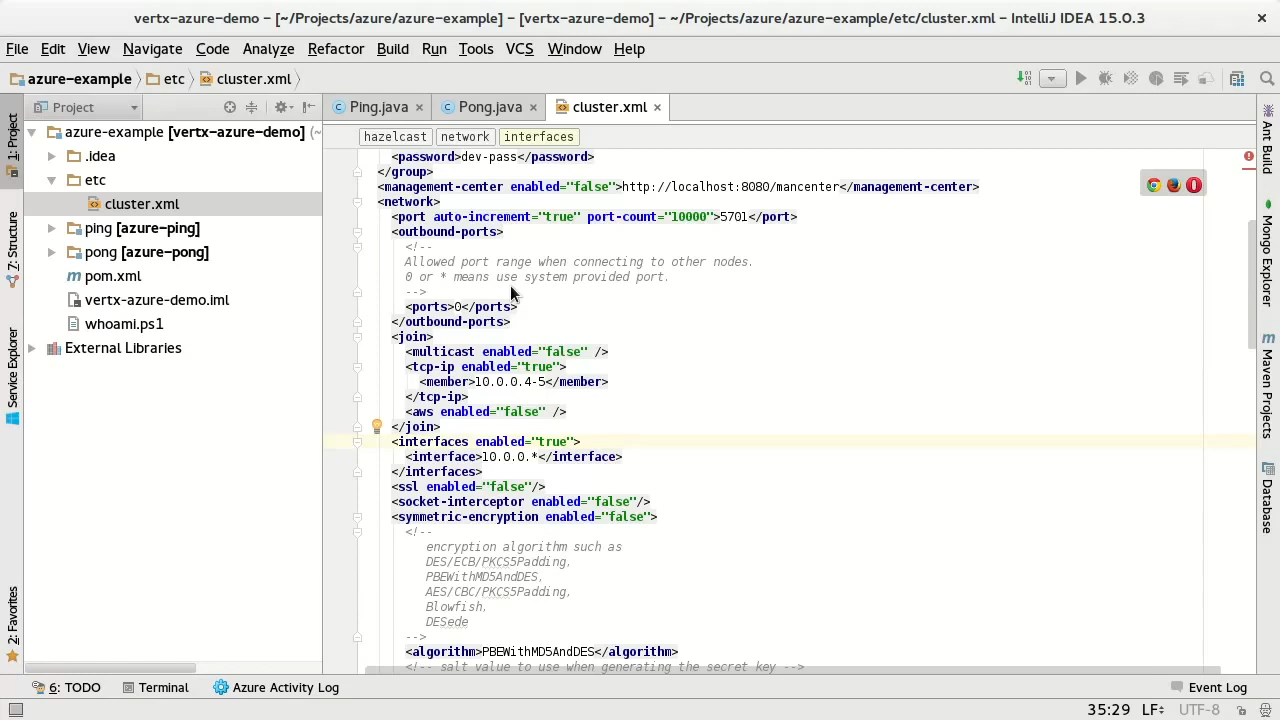 vertx-azure-demo – [~/Projects/azure/azure-example] – [vertx-azure-demo] – ~/Projects/azure/azure-example/etc/cluster.xml – IntelliJ IDEA 15.0.3
File Edit View Navigate Code Analyze Refactor Build Run Tools VCS Window Help
azure-example etc cluster.xml
Project
Ping.java Pong.java cluster.xml
1: Project
7: Structure
Service Explorer
2: Favorites
azure-example [vertx-azure-demo] (~
.idea
etc
cluster.xml
ping [azure-ping]
pong [azure-pong]
pom.xml
vertx-azure-demo.iml
whoami.ps1
External Libraries
hazelcast network interfaces
<password>dev-pass</password>
</group>
<management-center enabled="false">http://localhost:8080/mancenter</management-center>
<network>
<port auto-increment="true" port-count="10000">5701</port>
<outbound-ports>
<!--
Allowed port range when connecting to other nodes.
0 or * means use system provided port.
-->
<ports>0</ports>
</outbound-ports>
<join>
<multicast enabled="false" />
<tcp-ip enabled="true">
<member>10.0.0.4-5</member>
</tcp-ip>
<aws enabled="false" />
</join>
<interfaces enabled="true">
<interface>10.0.0.*</interface>
</interfaces>
<ssl enabled="false"/>
<socket-interceptor enabled="false"/>
<symmetric-encryption enabled="false">
<!--
encryption algorithm such as
DES/ECB/PKCS5Padding,
PBEWithMD5AndDES,
AES/CBC/PKCS5Padding,
Blowfish,
DESede
-->
<algorithm>PBEWithMD5AndDES</algorithm>
<!-- salt value to use when generating the secret key -->
Ant Build
Mongo Explorer
Maven Projects
Database
6: TODO Terminal Azure Activity Log Event Log
35:29 LF UTF-8